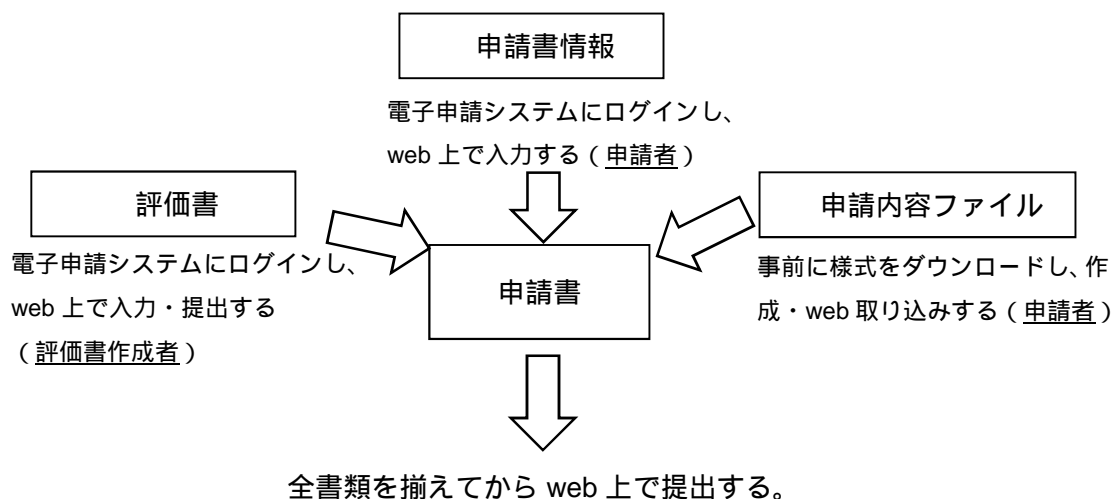 申請書情報
電子申請システムにログインし、
web 上で入力する（申請者）
評価書
電子申請システムにログインし、
web 上で入力・提出する
（評価書作成者）
申請内容ファイル
事前に様式をダウンロードし、作
成・web 取り込みする（申請者）
申請書
全書類を揃えてから web 上で提出する。